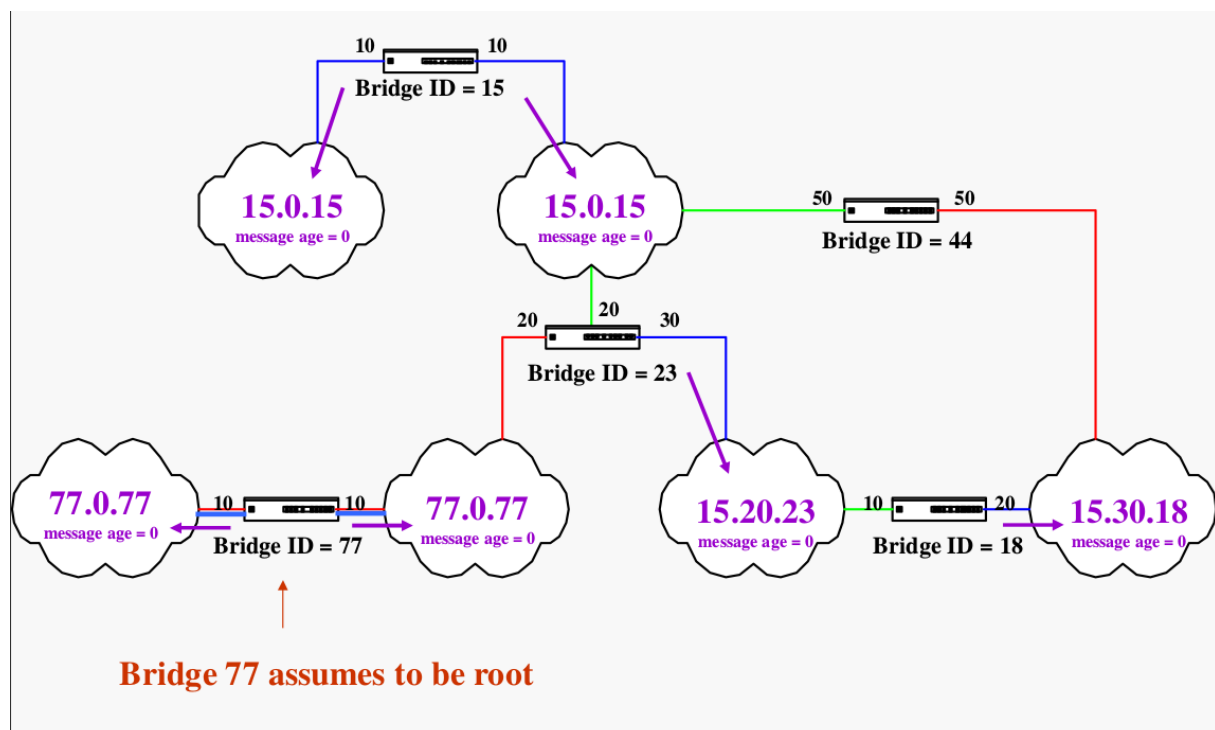 10 10
Bridge ID = 15
15.0.15
message age = 0
15.0.15
message age = 0
50 50
Bridge ID = 44
20 20 30
Bridge ID = 23
77.0.77
message age = 0
10 10
Bridge ID = 77
77.0.77
message age = 0
15.20.23
message age = 0
10 20
Bridge ID = 18
15.30.18
message age = 0
Bridge 77 assumes to be root